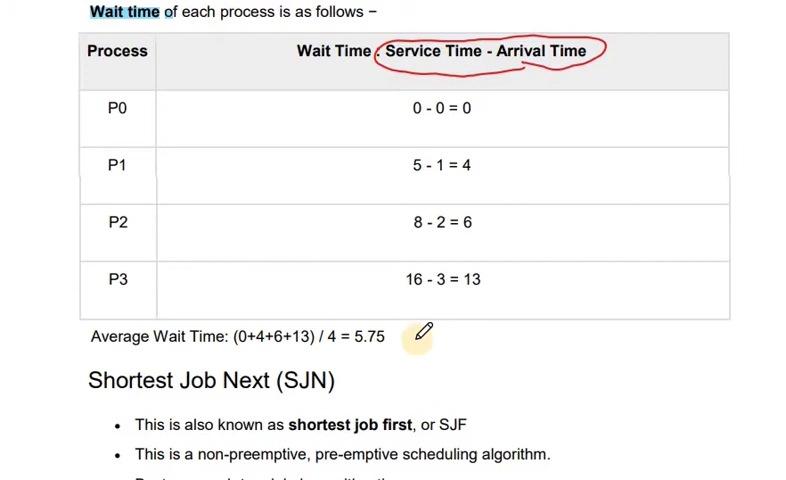 Wait time of each process is as follows −
Process Wait Time : Service Time - Arrival Time
P0 0 - 0 = 0
P1 5 - 1 = 4
P2 8 - 2 = 6
P3 16 - 3 = 13
Average Wait Time: (0+4+6+13) / 4 = 5.75
Shortest Job Next (SJN)
• This is also known as shortest job first, or SJF
• This is a non-preemptive, pre-emptive scheduling algorithm.